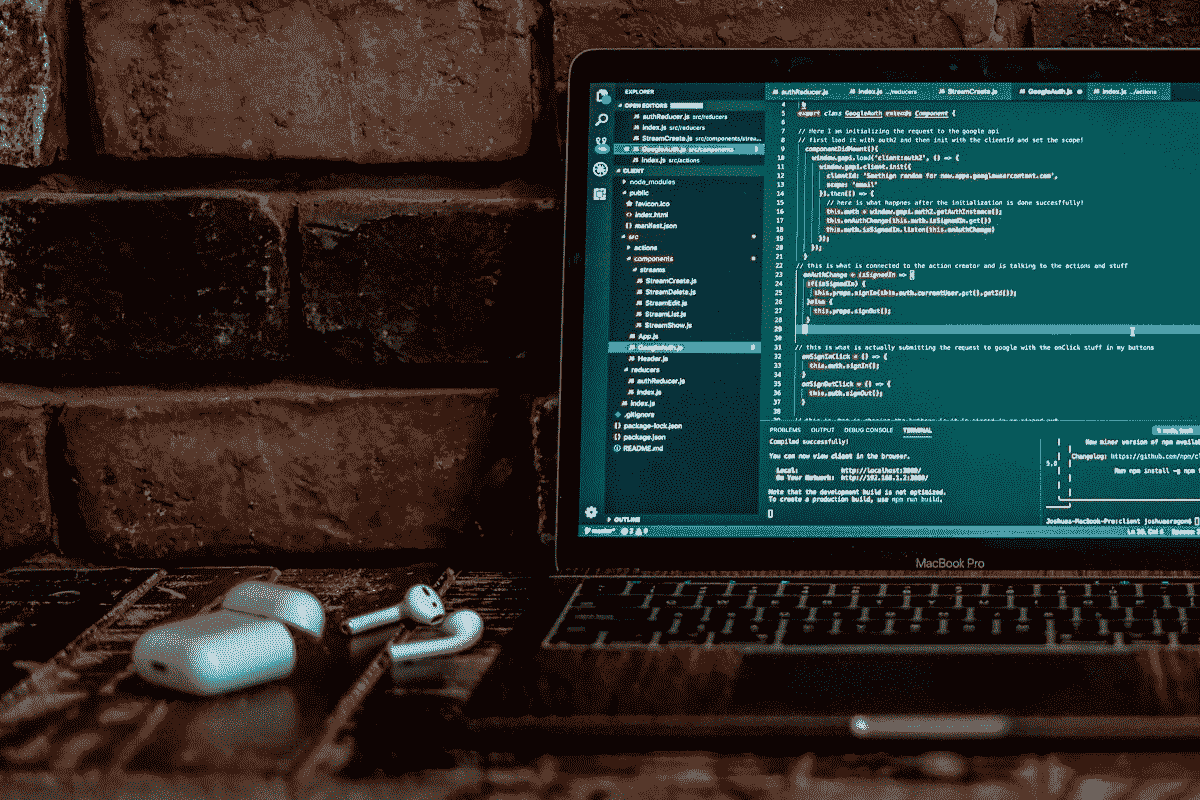 EXPLORER
OPEN EDITORS
authReducer.js src/reducers
index.js src/reducers
StreamCreate.js src/components/strea...
GoogleAuth.js src/components
index.js src/actions
CLIENT
node_modules
public
favicon.ico
index.html
manifest.json
src
actions
components
streams
StreamCreate.js
StreamDelete.js
StreamEdit.js
StreamList.js
StreamShow.js
App.js
GoogleAuth.js
Header.js
reducers
authReducer.js
index.js
index.js
.gitignore
package-lock.json
package.json
README.md
OUTLINE
master*
authReducer.js index.js .../reducers StreamCreate.js GoogleAuth.js index.js .../actions
4
5 export class GoogleAuth extends Component {
6
7 // Here I am initializing the request to the google api
8 // first load it with auth2 and then init with the clientId and set the scope!
9 componentDidMount(){
10 window.gapi.load('client:auth2', () => {
11 window.gapi.client.init({
12 clientId: 'Somethign random for now.apps.googleusercontent.com',
13 scope: 'email'
14 }).then(() => {
15 // here is what happnes after the initialization is done succesffully!
16 this.auth = window.gapi.auth2.getAuthInstance();
17 this.onAuthChange(this.auth.isSignedIn.get())
18 this.auth.isSignedIn.listen(this.onAuthChange)
19 });
20 });
21 }
22 // this is what is connected to the action creator and is talking to the actions and stuff
23 onAuthChange = isSignedIn => {
24 if(isSignedIn) {
25 this.props.signIn(this.auth.currentUser.get().getId());
26 }else {
27 this.props.signOut();
28 }
29 }
30
31 // this is what is actually submitting the request to google with the onClick stuff in my buttons
32 onSignInClick = () => {
33 this.auth.signIn();
34 }
35 onSignOutClick = () => {
36 this.auth.signOut();
37 }
38
PROBLEMS OUTPUT DEBUG CONSOLE TERMINAL
Compiled successfully!
You can now view client in the browser.
Local: http://localhost:3000/
On Your Network: http://192.168.1.2:3000/
Note that the development build is not optimized.
To create a production build, use npm run build.
New minor version of npm availa
5.0
Changelog: https://github.com/npm/c
Run npm install -g npm
Joshuas-MacBook-Pro:client joshuaaragon$
MacBook Pro